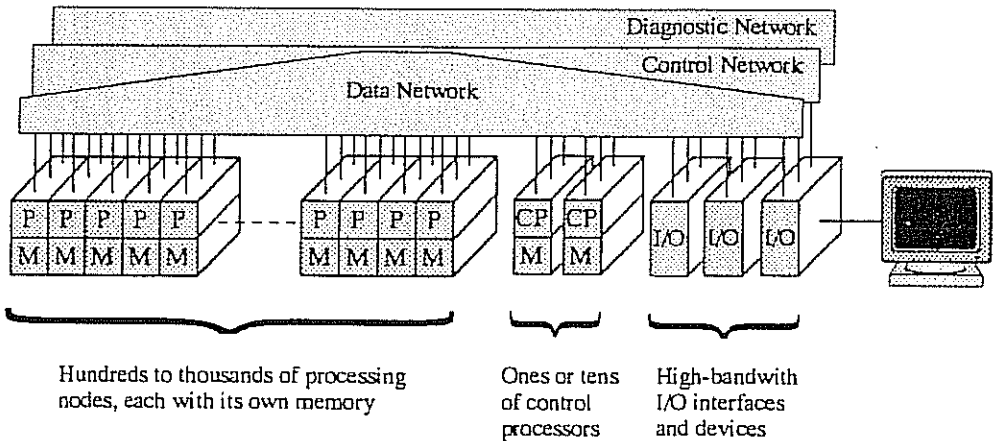 Diagnostic Network
Control Network
Data Network
P P P P P P P P P CP CP
I/O I/O I/O
M M M M M M M M M M M
Hundreds to thousands of processing
nodes, each with its own memory
Ones or tens
of control
processors
High-bandwith
I/O interfaces
and devices